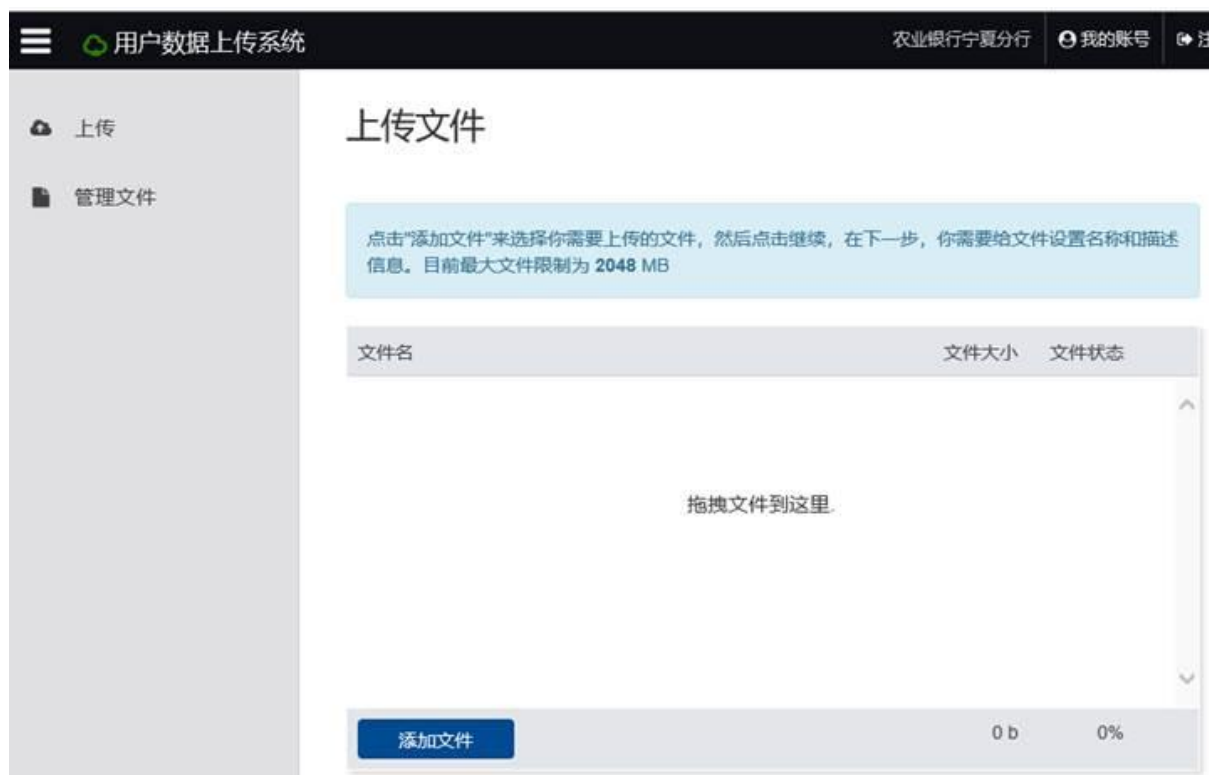 用户数据上传系统 农业银行宁夏分行 我的账号 注
上传
管理文件
上传文件
点击"添加文件"来选择你需要上传的文件，然后点击继续，在下一步，你需要给文件设置名称和描述
信息。目前最大文件限制为 2048 MB
文件名 文件大小 文件状态
拖拽文件到这里.
添加文件 0 b 0%